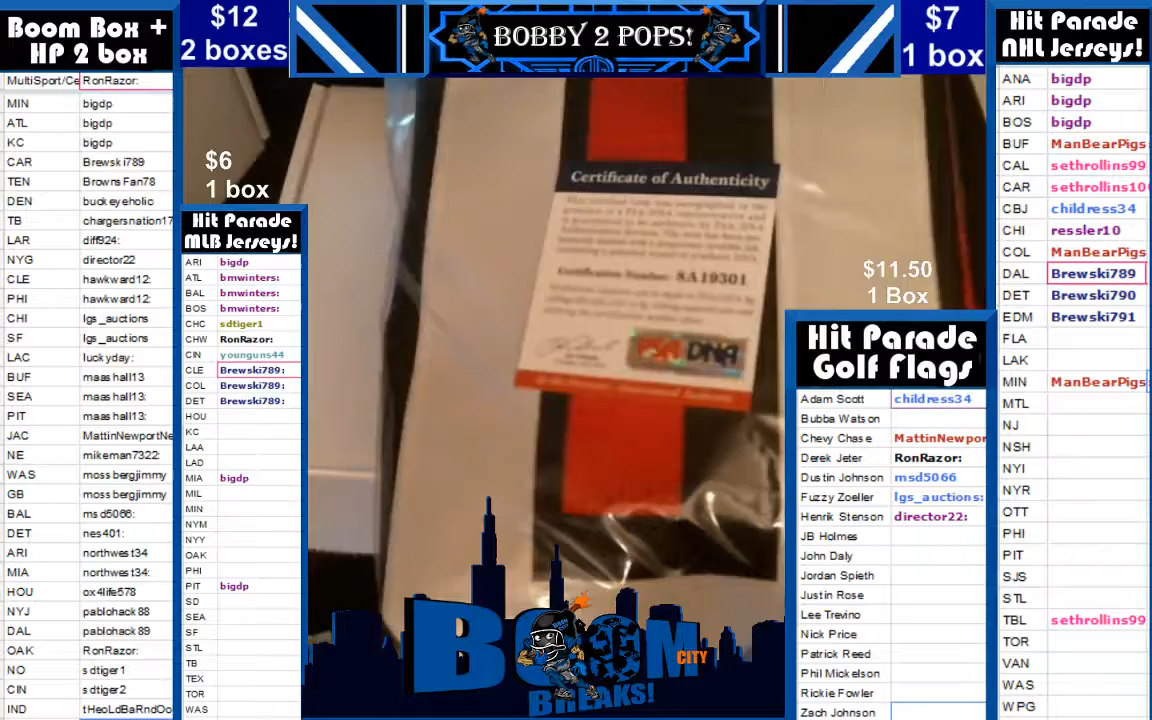 Boom Box +
HP 2 box
MultiSport/Ce RonRazor:
MIN bigdp
ATL bigdp
KC bigdp
CAR Brewski789
TEN Browns Fan78
DEN buckeyeholic
TB chargersnation17
LAR diff924:
NYG director22
CLE hawkward12:
PHI hawkward12:
CHI lgs_auctions
SF lgs_auctions
LAC luckyday:
BUF maashall13
SEA maashall13:
PIT maashall13:
JAC MattinNewportNe
NE mikeman7322:
WAS mossbergjimmy
GB mossbergjimmy
BAL msd5066:
DET nes401:
ARI northwest34
MIA northwest34:
HOU ox4life578
NYJ pablohack88
DAL pablohack89
OAK RonRazor:
NO sdtiger1
CIN sdtiger2
IND tHeoLdBaRndOo
$12
2 boxes
$6
1 box
Hit Parade
MLB Jerseys!
ARI bigdp
ATL bmwinters:
BAL bmwinters:
BOS bmwinters:
CHC sdtiger1
CHW RonRazor:
CIN younguns44
CLE Brewski789:
COL Brewski789:
DET Brewski789:
HOU
KC
LAA
LAD
MIA bigdp
MIL
MIN
NYM
NYY
OAK
PHI
PIT bigdp
SD
SEA
SF
STL
TB
TEX
TOR
WAS
BOBBY 2 POPS!
Certificate of Authenticity
Certification Number: 8A19301
PSA DNA
BOOM
CITY
BREAKS!
$7
1 box
$11.50
1 Box
Hit Parade
Golf Flags
Adam Scott childress34
Bubba Watson
Chevy Chase MattinNewpor
Derek Jeter RonRazor:
Dustin Johnson msd5066
Fuzzy Zoeller lgs_auctions:
Henrik Stenson director22:
JB Holmes
John Daly
Jordan Spieth
Justin Rose
Lee Trevino
Nick Price
Patrick Reed
Phil Mickelson
Rickie Fowler
Zach Johnson
Hit Parade
NHL Jerseys!
ANA bigdp
ARI bigdp
BOS bigdp
BUF ManBearPigs
CAL sethrollins99
CAR sethrollins100
CBJ childress34
CHI ressler10
COL ManBearPigs
DAL Brewski789
DET Brewski790
EDM Brewski791
FLA
LAK
MIN ManBearPigs
MTL
NJ
NSH
NYI
NYR
OTT
PHI
PIT
SJS
STL
TBL sethrollins99
TOR
VAN
WAS
WPG